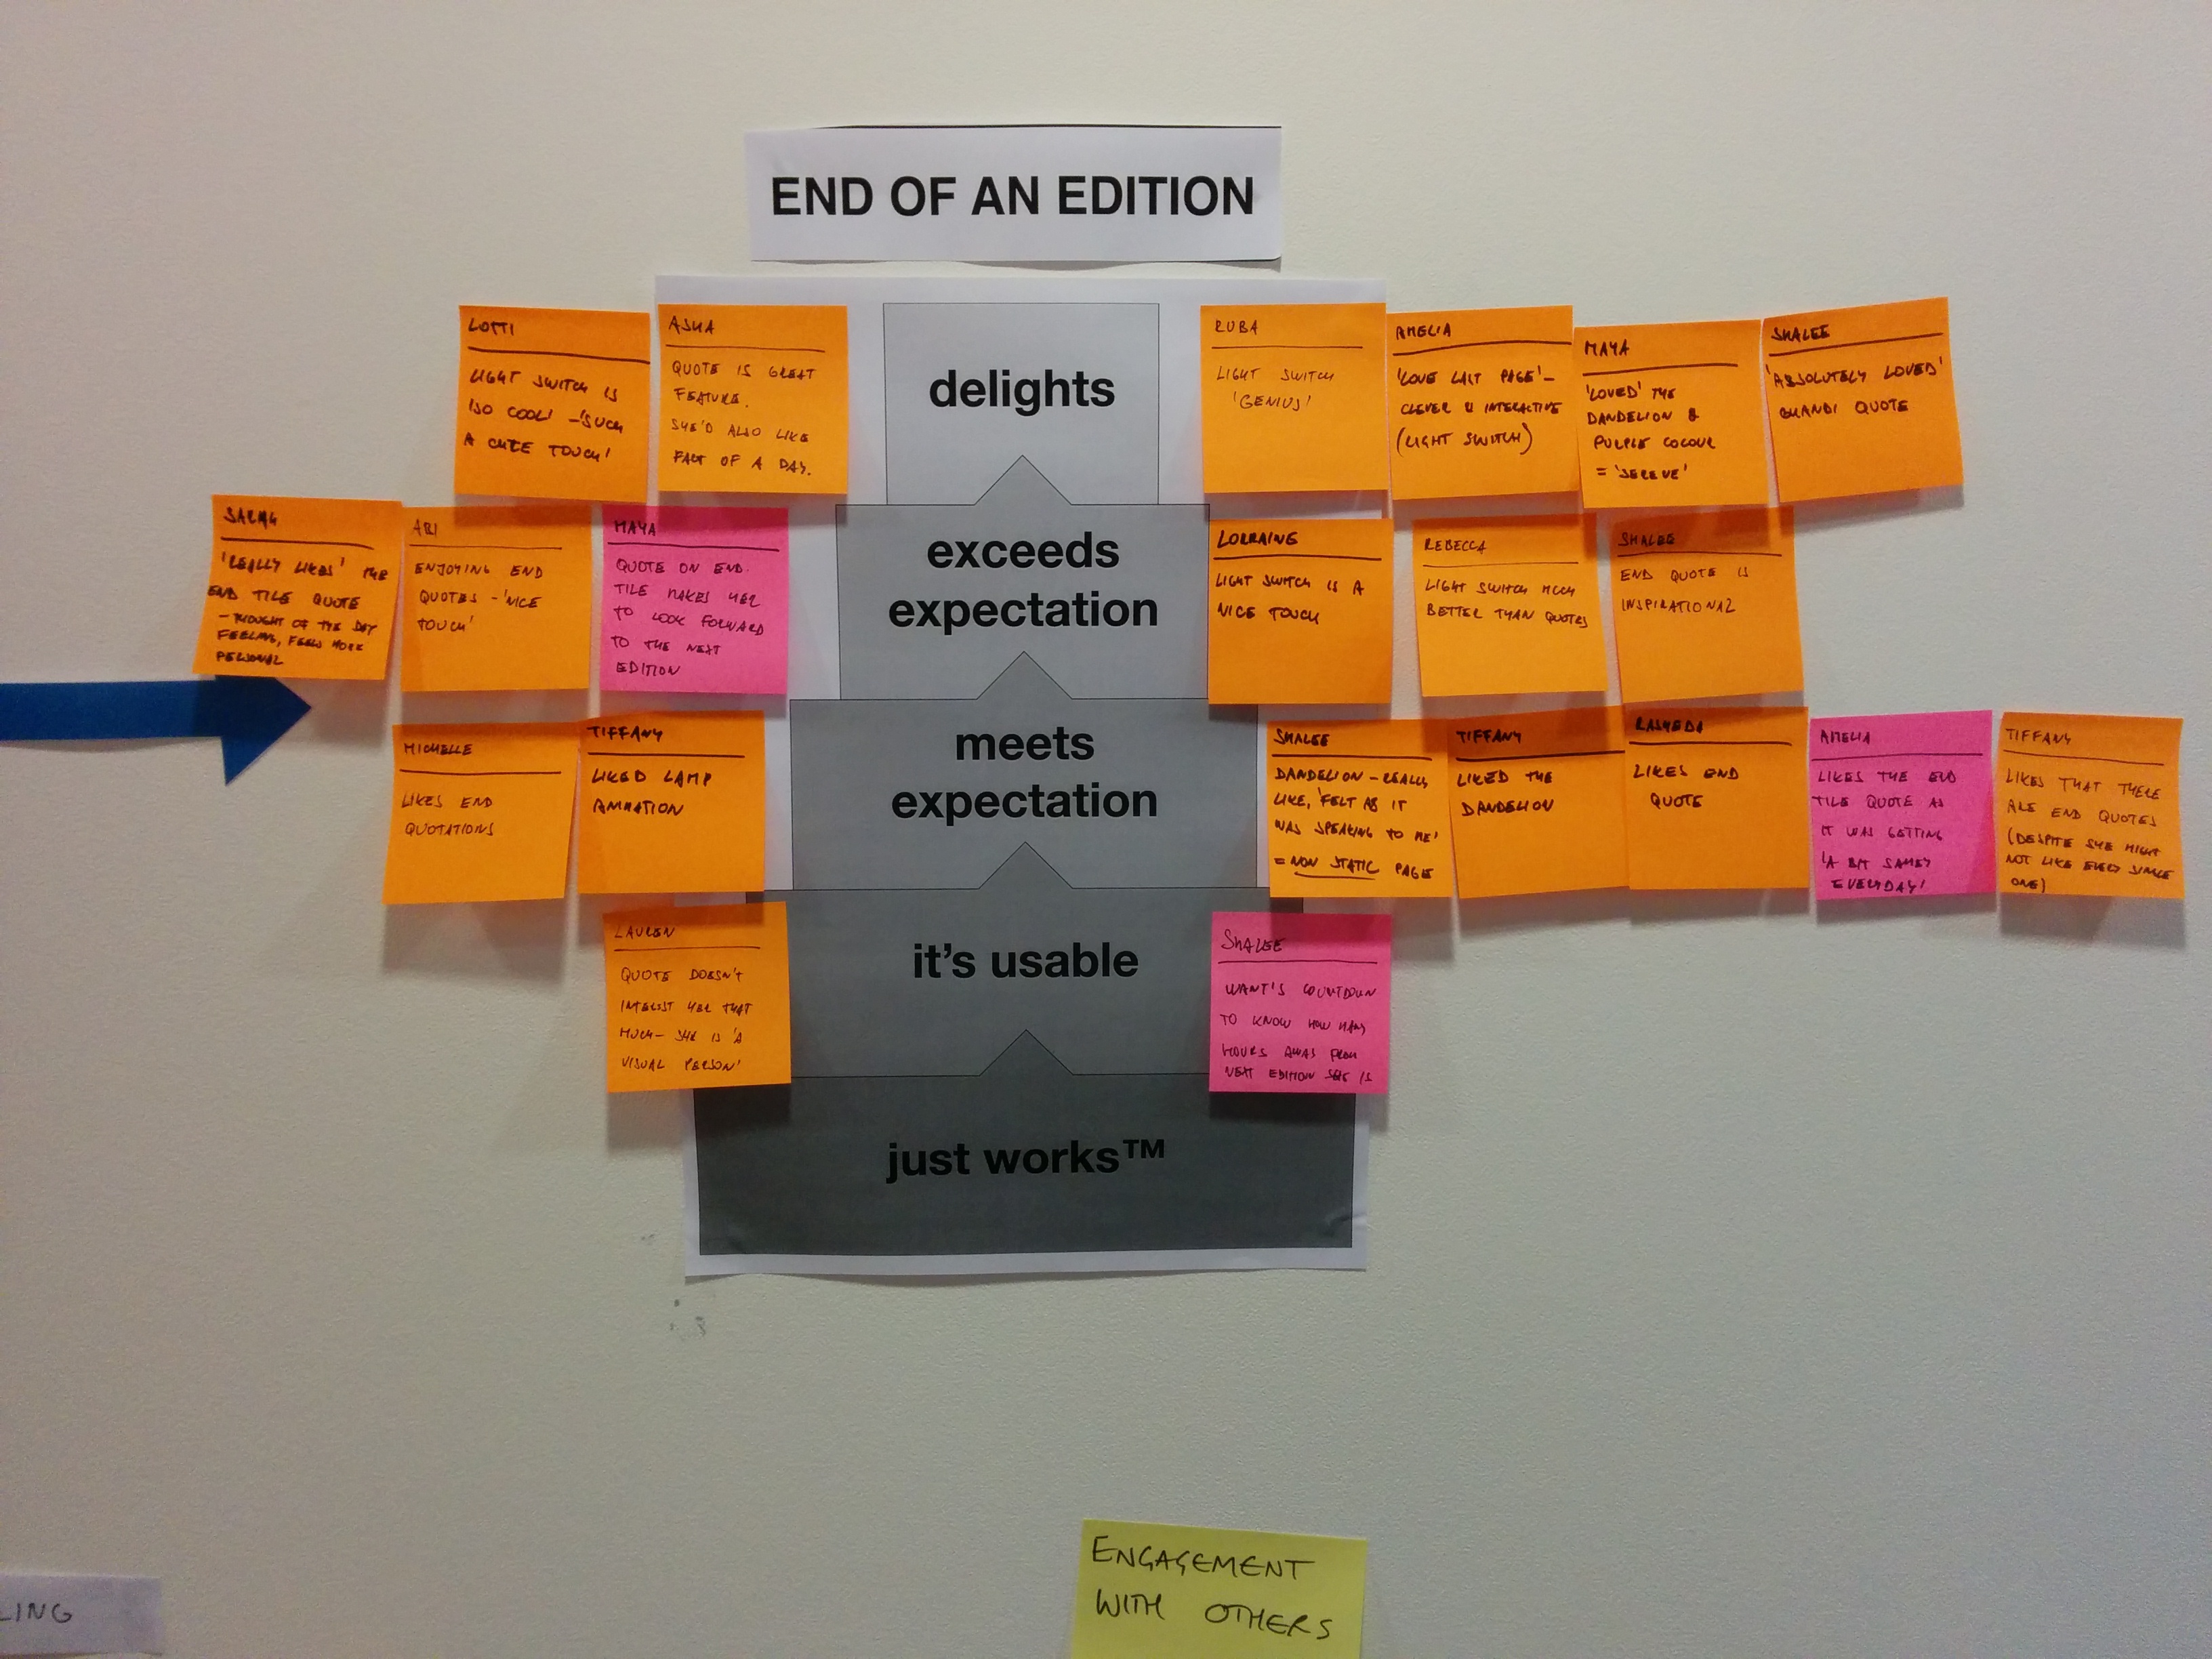 END OF AN EDITION
LOTTI
LIGHT SWITCH IS
'SO COOL' - 'SUCH
A CUTE TOUCH'
ASHA
QUOTE IS GREAT
FEATURE.
SHE'D ALSO LIKE
FACT OF A DAY.
delights
RUBA
LIGHT SWITCH
'GENIUS'
AMELIA
'LOVE LAST PAGE' -
CLEVER & INTERACTIVE
(LIGHT SWITCH)
MAYA
'LOVED' THE
DANDELION &
PURPLE COLOUR
= 'SERENE'
SHALEE
'ABSOLUTELY LOVED'
GHANDI QUOTE
'REALLY LIKES' THE
END TILE QUOTE
- THOUGHT OF THE DAY
FEELING, FEELS MORE
PERSONAL
ABI
ENJOYING END
QUOTES - 'NICE
TOUCH'
MAYA
QUOTE ON END
TILE MAKES HER
TO LOOK FORWARD
TO THE NEXT
EDITION
exceeds
expectation
LORRAINE
LIGHT SWITCH IS A
NICE TOUCH
REBECCA
LIGHT SWITCH MUCH
BETTER THAN QUOTES
SHALEE
END QUOTE IS
INSPIRATIONAL
MICHELLE
LIKES END
QUOTATIONS
TIFFANY
LIKED LAMP
ANIMATION
meets
expectation
SHALEE
DANDELION - REALLY
LIKE, 'FELT AS IT
WAS SPEAKING TO ME'
= NON STATIC PAGE
TIFFANY
LIKED THE
DANDELION
RASHEDA
LIKES END
QUOTE
AMELIA
LIKES THE END
TILE QUOTE AS
IT WAS GETTING
'A BIT SAMEY
EVERYDAY'
TIFFANY
LIKES THAT THERE
ARE END QUOTES
(DESPITE SHE MIGHT
NOT LIKE EVERY SINGLE
ONE)
LAUREN
QUOTE DOESN'T
INTEREST HER THAT
MUCH - SHE IS 'A
VISUAL PERSON'
it's usable
SHALEE
WANT'S COUNTDOWN
TO KNOW HOW MANY
HOURS AWAY FROM
NEXT EDITION SHE IS
just works™
ENGAGEMENT
WITH OTHERS
LING